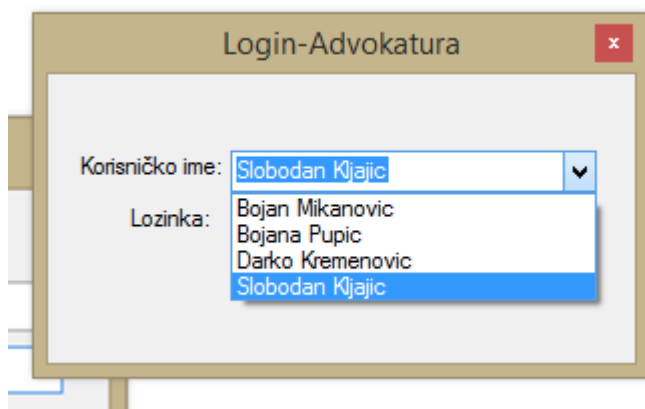 Login-Advokatura
x
Korisničko ime: Slobodan Kljajic
Lozinka:
Bojan Mikanovic
Bojana Pupic
Darko Kremenovic
Slobodan Kljajic